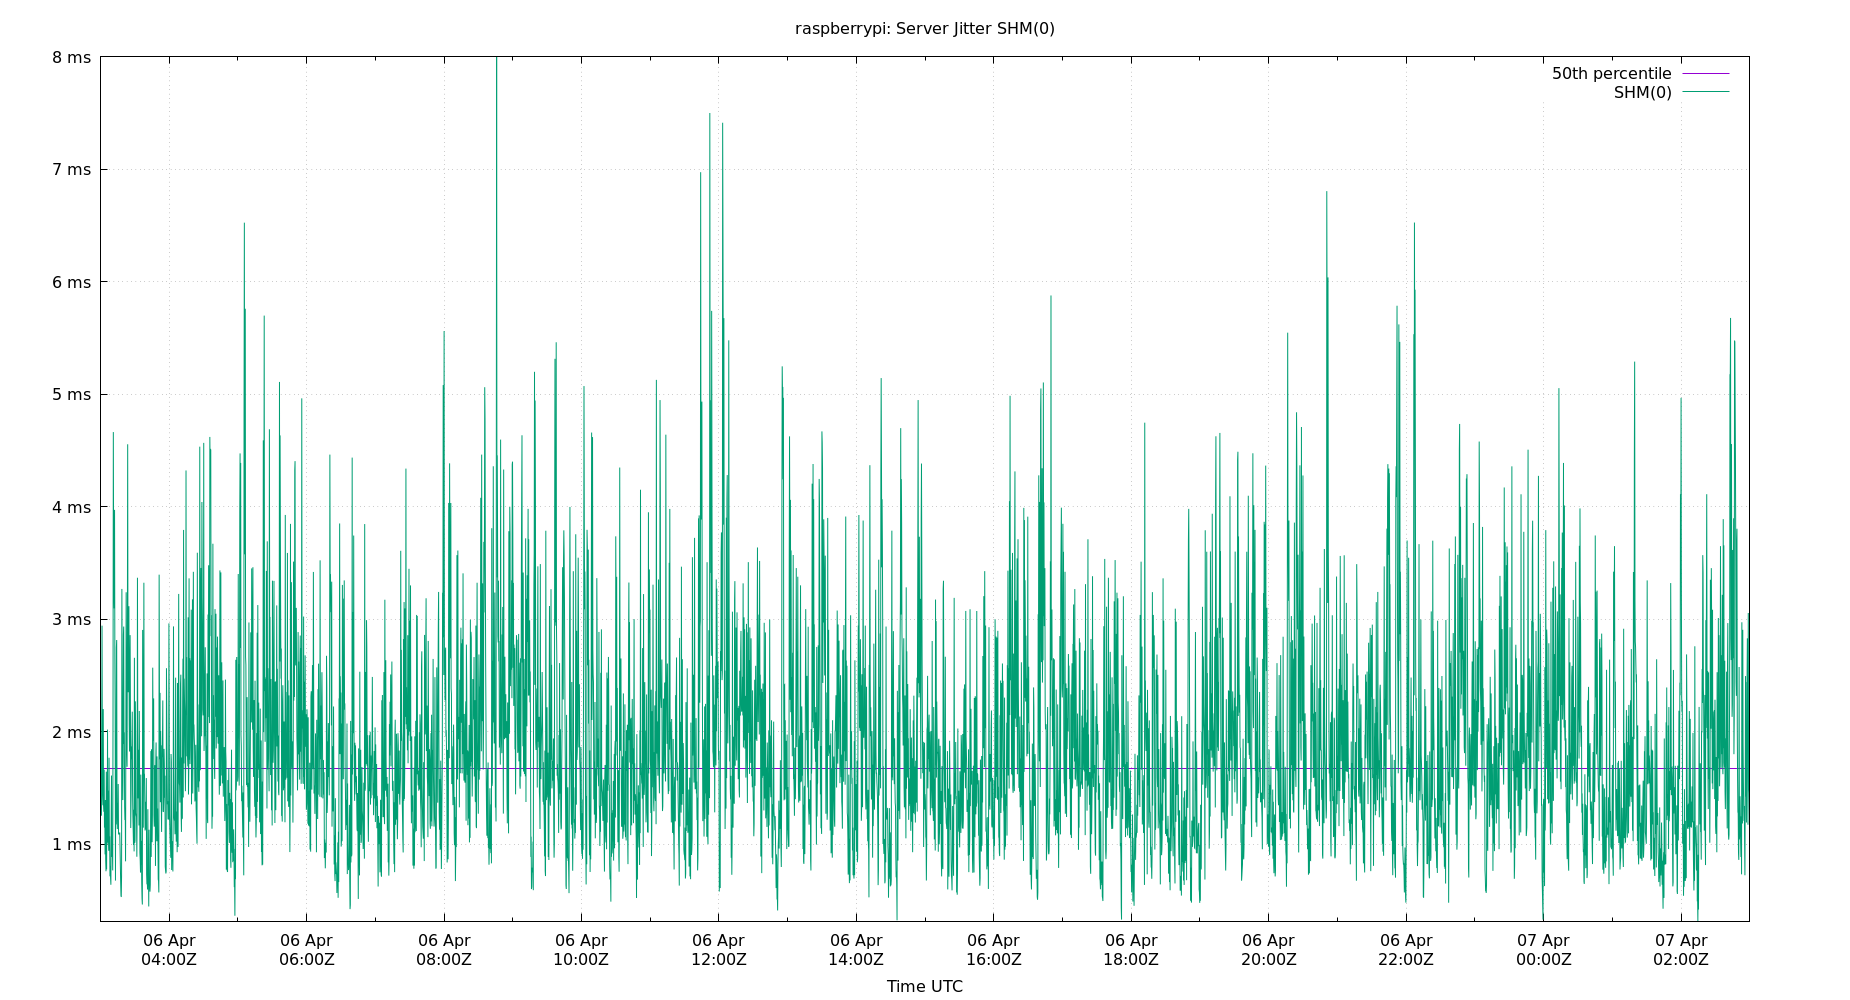 raspberrypi: Server Jitter SHM(0)
8 ms
50th percentile
SHM(0)
7 ms
6 ms
5 ms
4 ms
3 ms
2 ms
1 ms
06 Apr 06 Apr 06 Apr 06 Apr 06 Apr 06 Apr 06 Apr 06 Apr 06 Apr 06 Apr 07 Apr 07 Apr
04:00Z 06:00Z 08:00Z 10:00Z 12:00Z 14:00Z 16:00Z 18:00Z 20:00Z 22:00Z 00:00Z 02:00Z
Time UTC